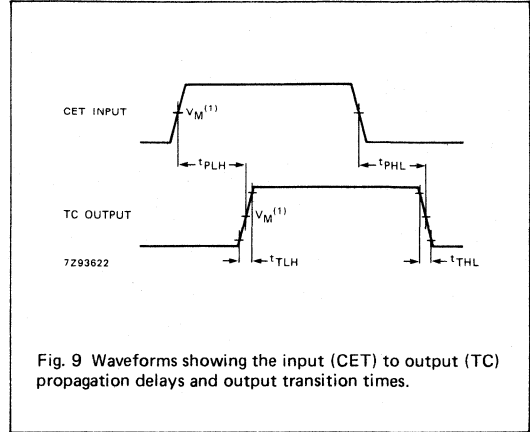 CET INPUT
V_M(1)
t_PLH
t_PHL
TC OUTPUT
V_M(1)
7Z93622
t_TLH
t_THL
Fig. 9 Waveforms showing the input (CET) to output (TC)
propagation delays and output transition times.